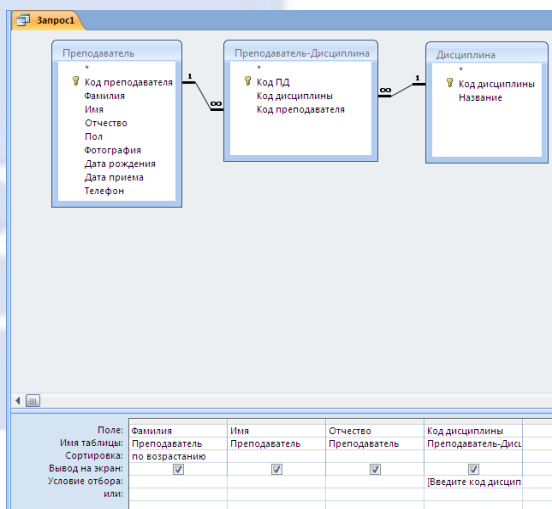 Запрос1
Преподаватель
*
Код преподавателя
Фамилия
Имя
Отчество
Пол
Фотография
Дата рождения
Дата приема
Телефон
1
∞
Преподаватель-Дисциплина
*
Код ПД
Код дисциплины
Код преподавателя
∞
1
Дисциплина
*
Код дисциплины
Название
Поле: Фамилия Имя Отчество Код дисциплины
Имя таблицы: Преподаватель Преподаватель Преподаватель Преподаватель-Дисц
Сортировка: по возрастанию
Вывод на экран:
Условие отбора: [Введите код дисцип
или: